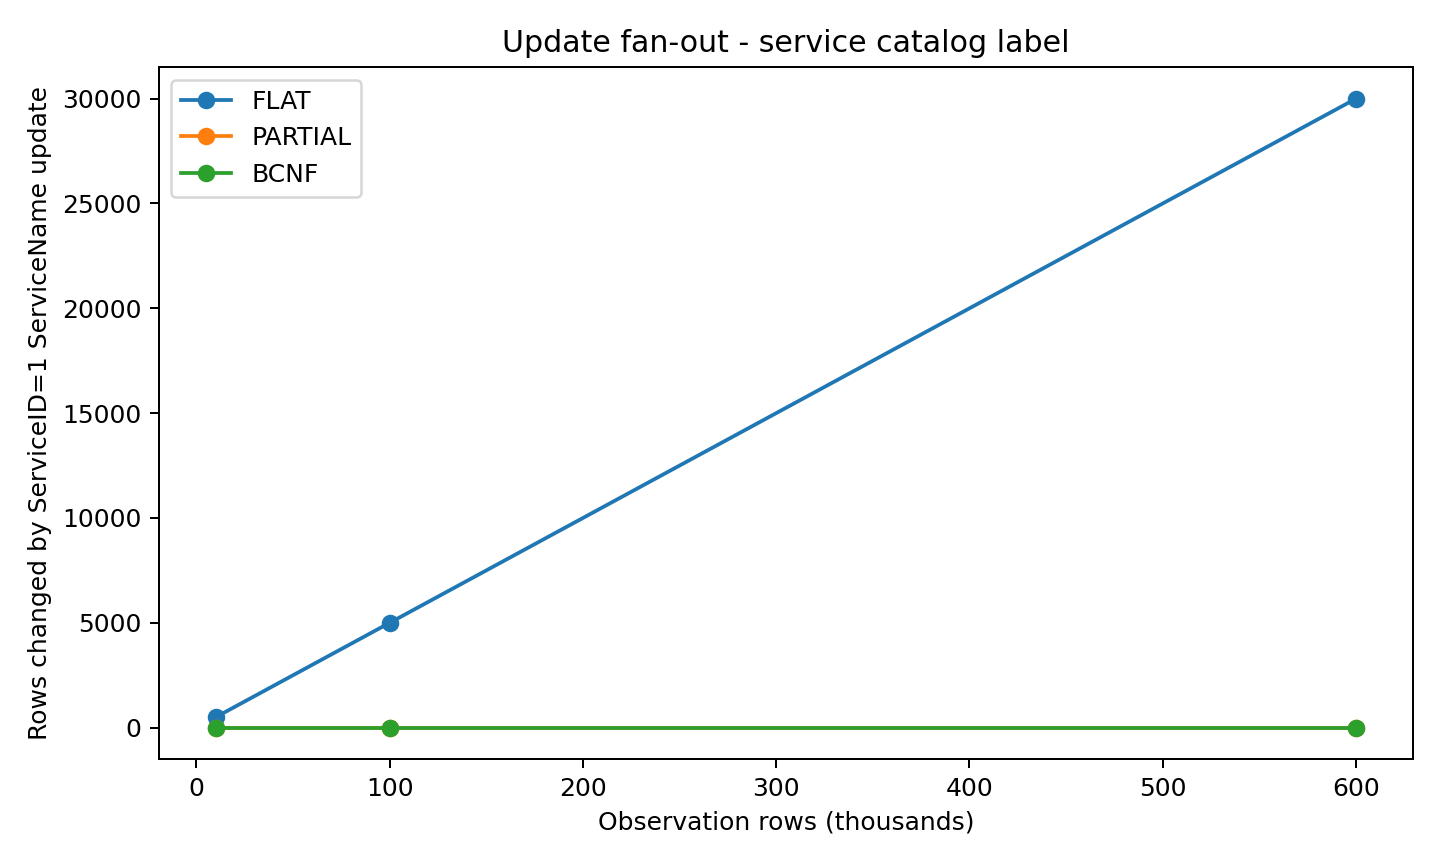 Update fan-out - service catalog label
FLAT
PARTIAL
BCNF
Rows changed by ServiceID=1 ServiceName update
30000
25000
20000
15000
10000
5000
0
0
100
200
300
400
500
600
Observation rows (thousands)